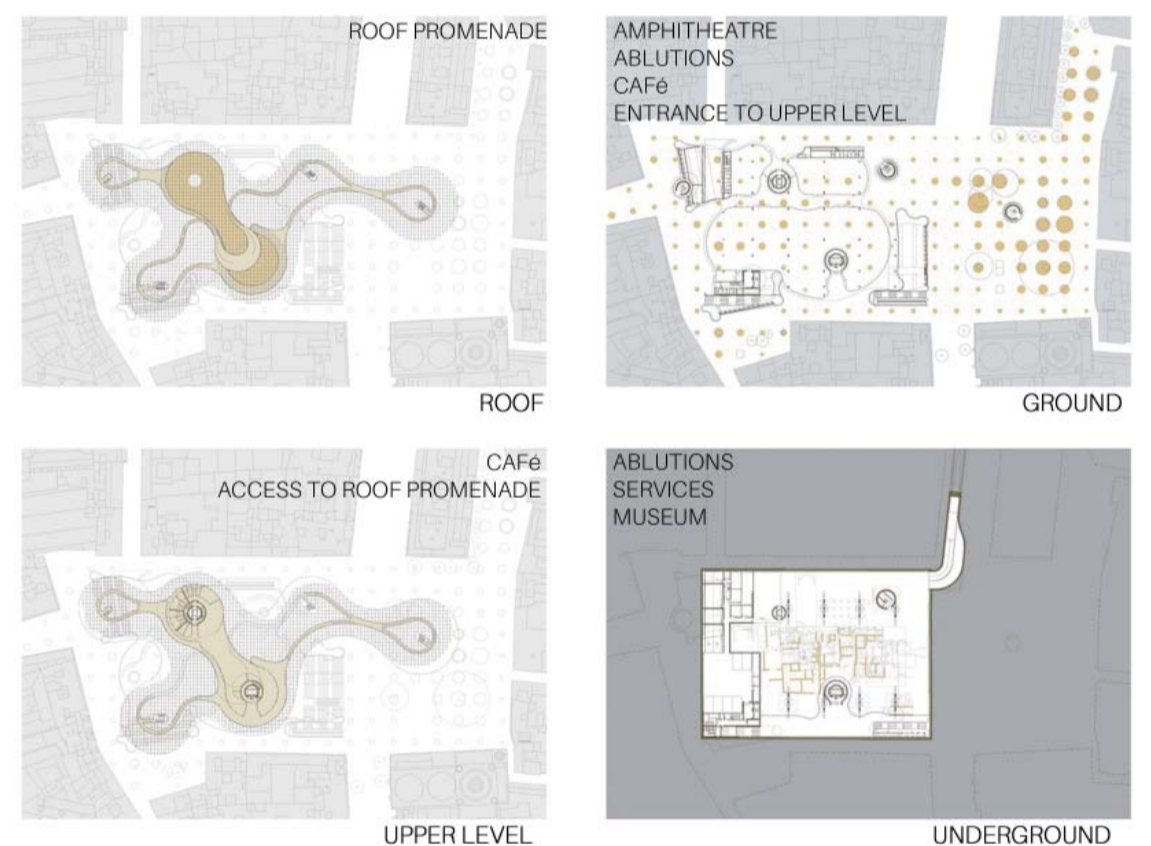 ROOF PROMENADE
ROOF
AMPHITHEATRE
ABLUTIONS
CAFé
ENTRANCE TO UPPER LEVEL
GROUND
CAFé
ACCESS TO ROOF PROMENADE
UPPER LEVEL
ABLUTIONS
SERVICES
MUSEUM
UNDERGROUND